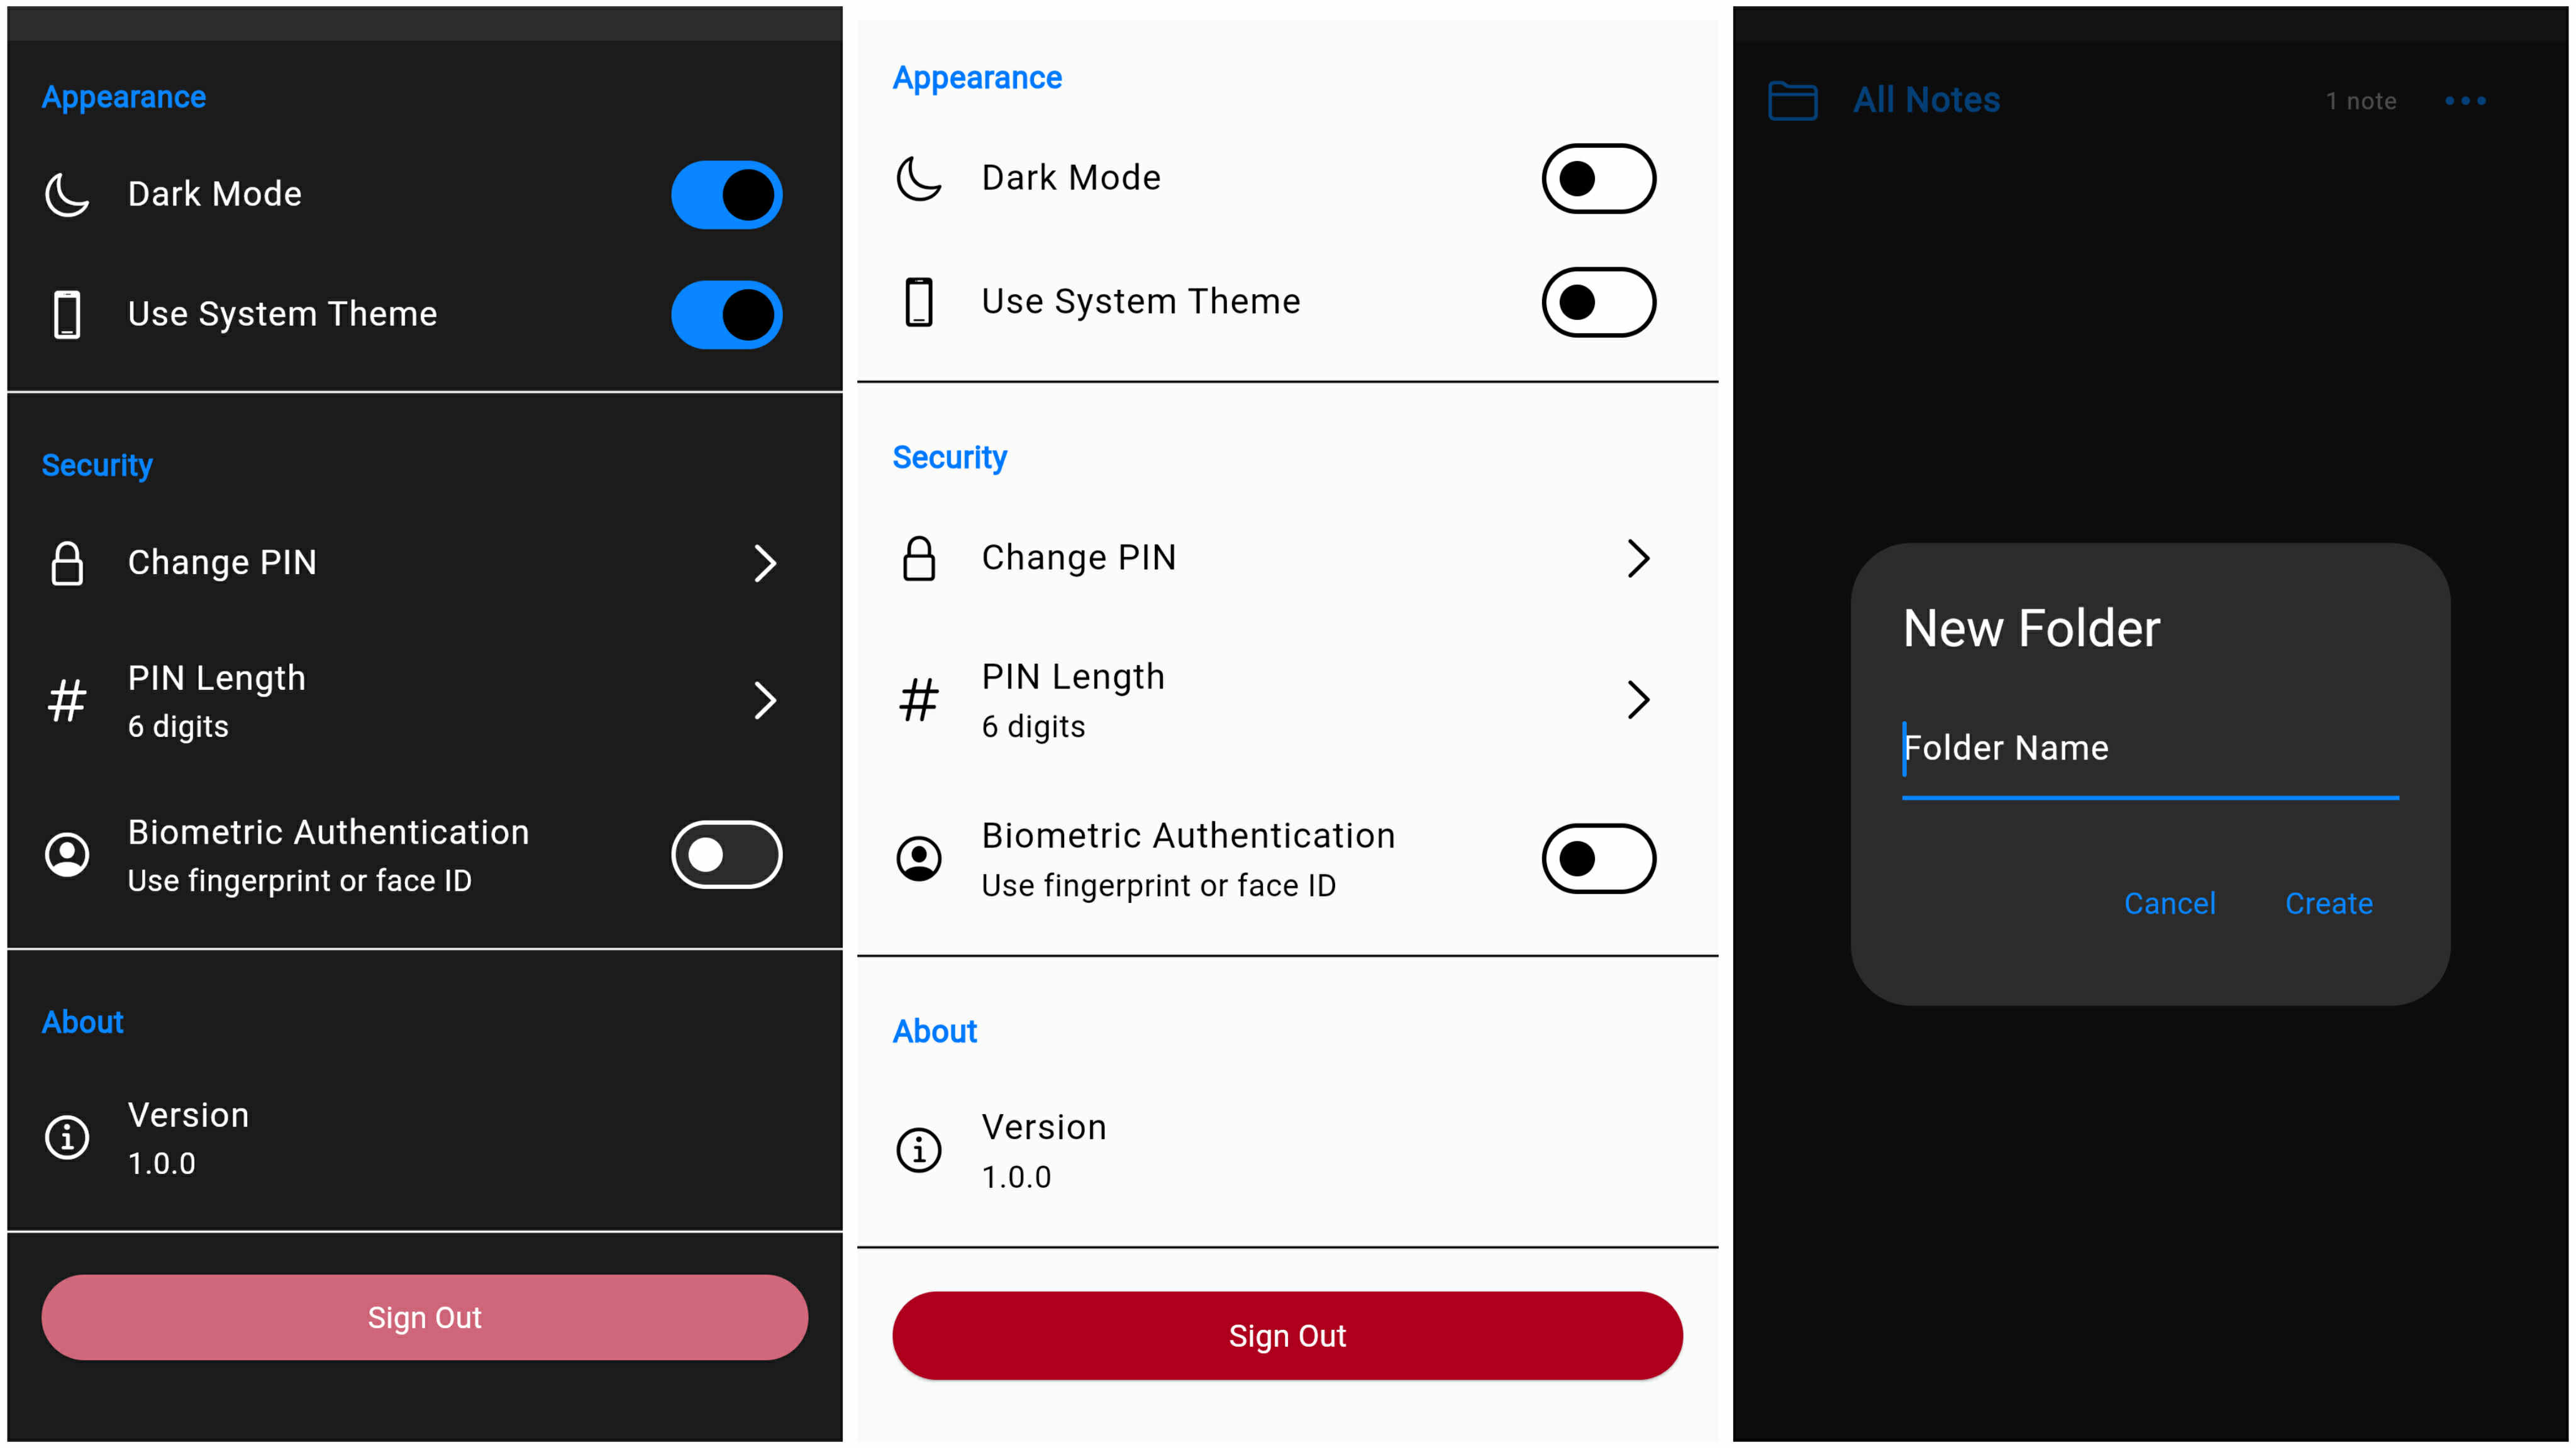 Appearance
Dark Mode
Use System Theme
Security
Change PIN
PIN Length
6 digits
Biometric Authentication
Use fingerprint or face ID
About
Version
1.0.0
Sign Out
Appearance
Dark Mode
Use System Theme
Security
Change PIN
PIN Length
6 digits
Biometric Authentication
Use fingerprint or face ID
About
Version
1.0.0
Sign Out
All Notes 1 note
New Folder
Folder Name
Cancel Create